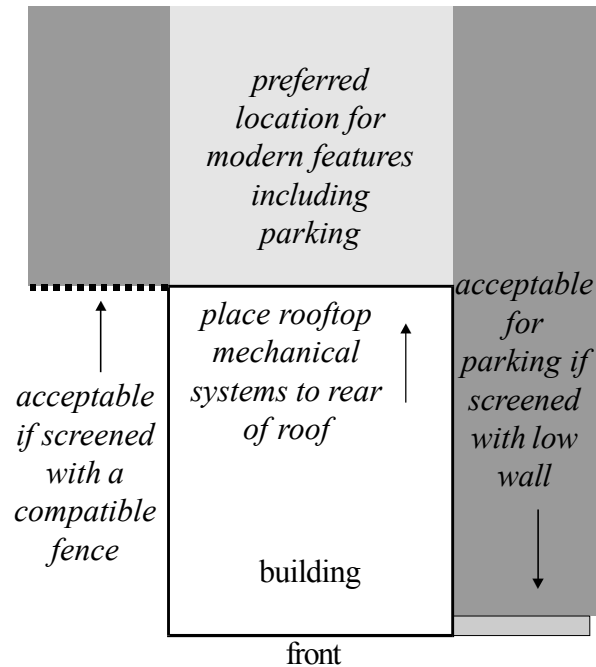 preferred
location for
modern features
including
parking
place rooftop
mechanical
systems to rear
of roof
acceptable
if screened
with a
compatible
fence
acceptable
for
parking if
screened
with low
wall
building
front